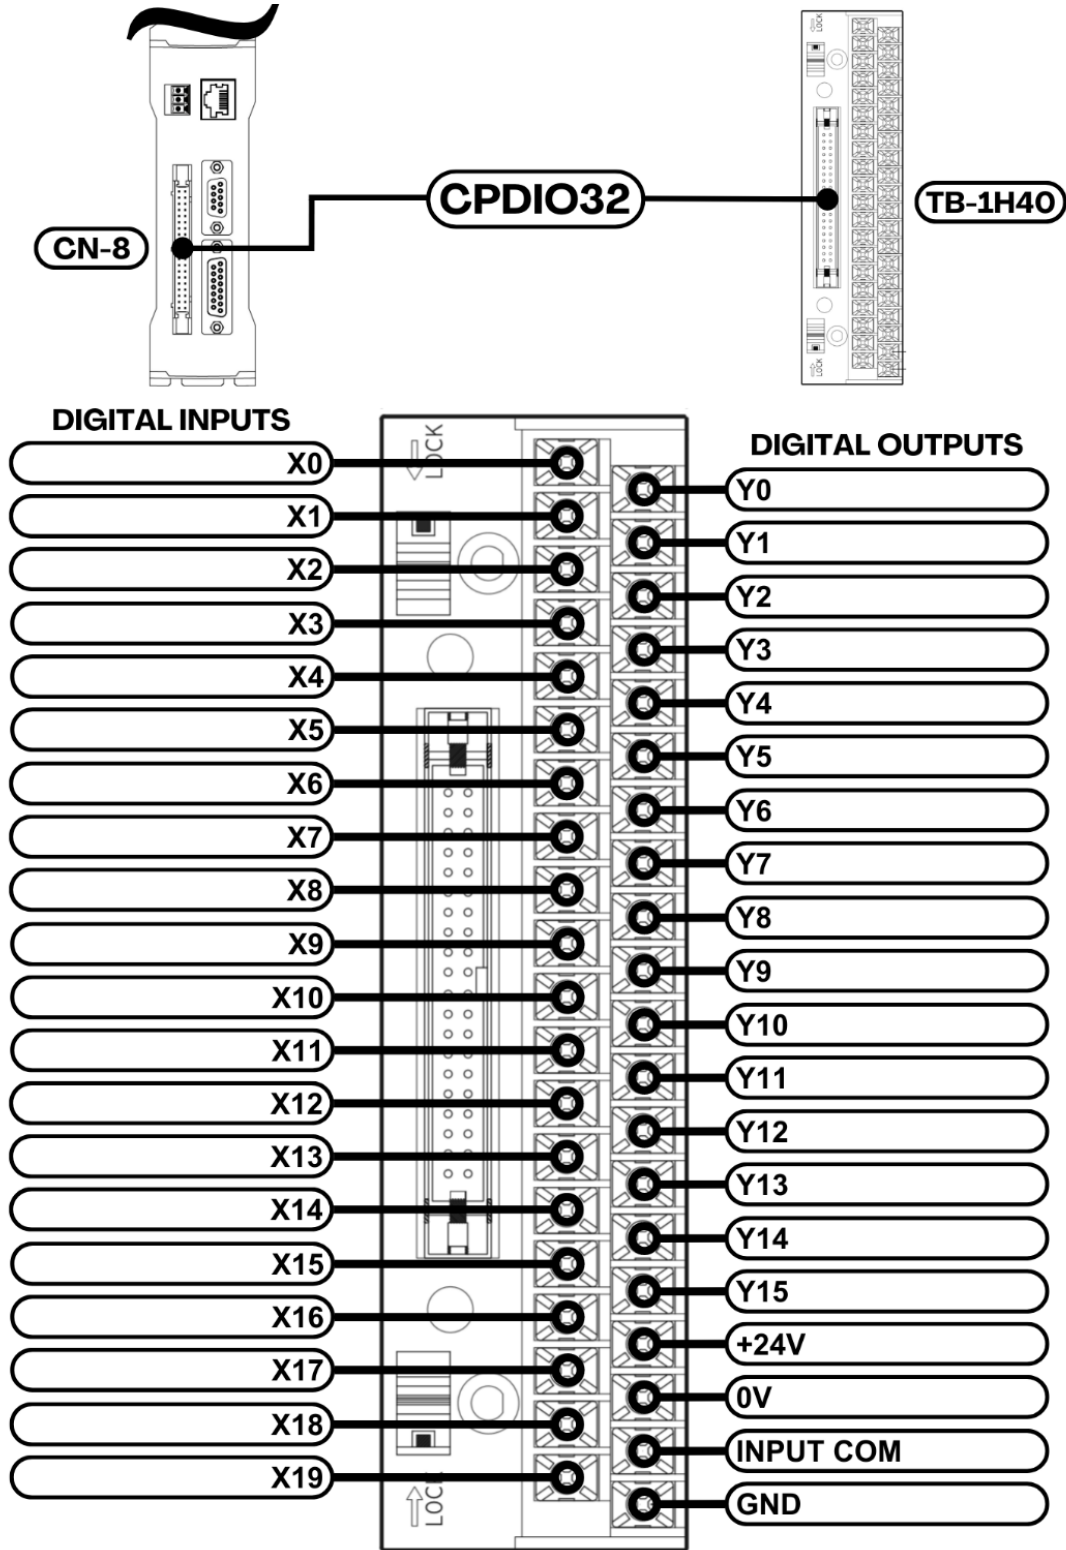 LOCK
CPDIO32
TB-1H40
CN-8
LOCK
DIGITAL INPUTS
DIGITAL OUTPUTS
LOCK
X0
Y0
X1
Y1
X2
Y2
X3
Y3
X4
Y4
X5
Y5
X6
Y6
X7
Y7
X8
Y8
X9
Y9
X10
Y10
X11
Y11
X12
Y12
X13
Y13
X14
Y14
X15
Y15
X16
+24V
X17
0V
X18
INPUT COM
X19
GND
LOCK